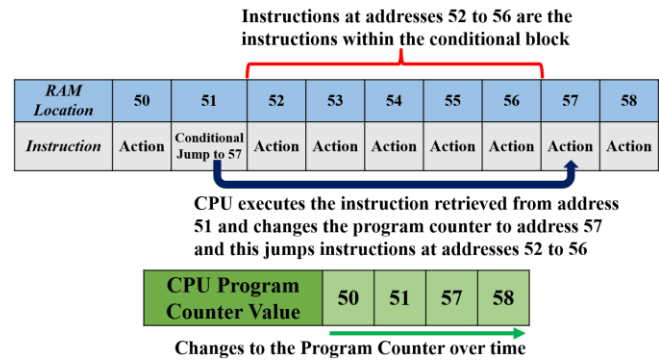 Instructions at addresses 52 to 56 are the
instructions within the conditional block
RAM Location 50 51 52 53 54 55 56 57 58
Instruction Action Conditional Jump to 57 Action Action Action Action Action Action Action
CPU executes the instruction retrieved from address
51 and changes the program counter to address 57
and this jumps instructions at addresses 52 to 56
CPU Program Counter Value 50 51 57 58
Changes to the Program Counter over time